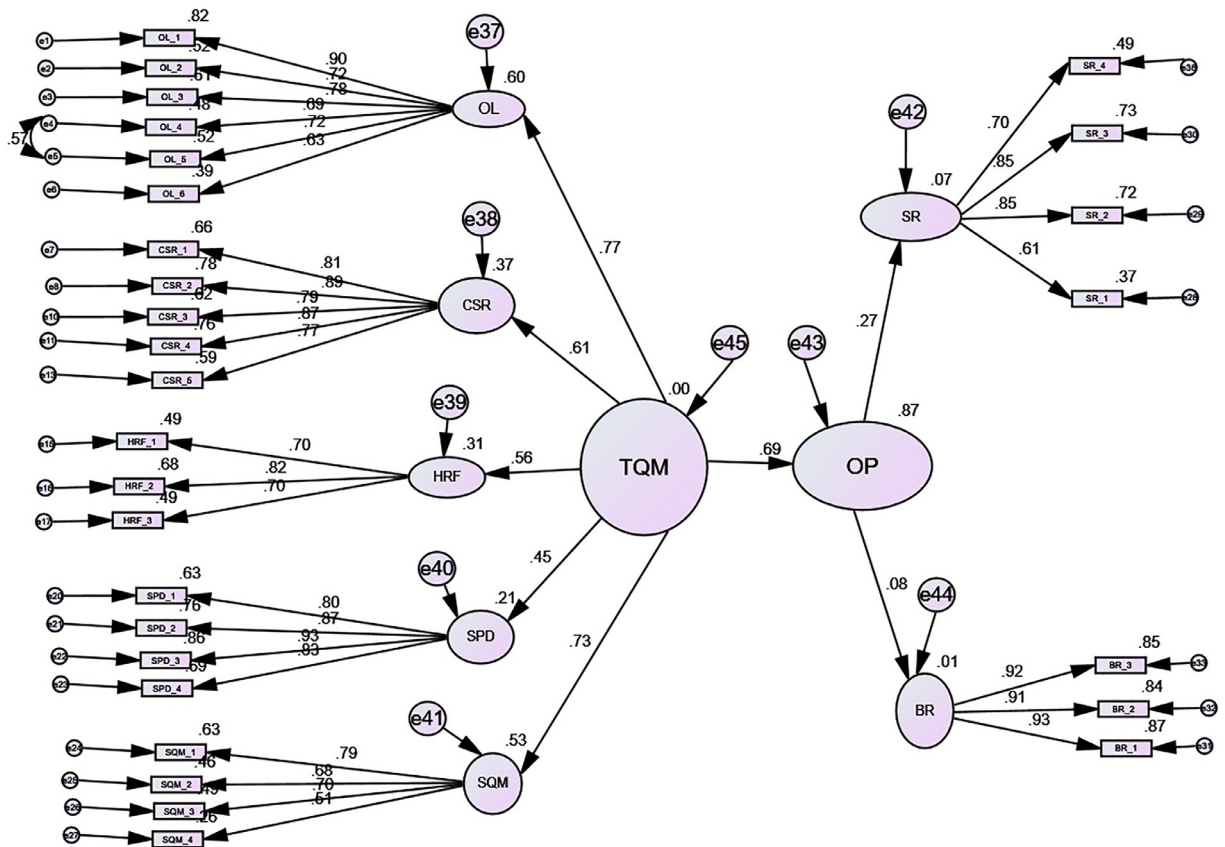 .82
e1
OL_1
.52
e2
OL_2
.61
e3
OL_3
.48
e4
OL_4
.52
e5
OL_5
.39
e6
OL_6
.57
.90
.72
.78
.69
.72
.63
e37
.60
OL
.66
e7
CSR_1
.78
e8
CSR_2
.62
e10
CSR_3
.76
e11
CSR_4
.59
e13
CSR_5
.81
.89
.79
.87
.77
e38
.37
CSR
.49
e15
HRF_1
.68
e16
HRF_2
.49
e17
HRF_3
.70
.82
.70
e39
.31
HRF
.63
e20
SPD_1
.76
e21
SPD_2
.86
e22
SPD_3
.69
e23
SPD_4
.80
.87
.93
.83
e40
.21
SPD
.63
e24
SQM_1
.46
e25
SQM_2
.49
e26
SQM_3
.26
e27
SQM_4
.79
.68
.70
.51
e41
.53
SQM
.77
.61
.56
.45
.73
e45
.00
TQM
.69
e43
.87
OP
.27
.08
e42
.07
SR
.70
.85
.85
.61
.49
SR_4
.73
SR_3
e30
.72
SR_2
e29
.37
SR_1
e28
e44
.01
BR
.92
.91
.93
.85
BR_3
e33
.84
BR_2
e32
.87
BR_1
e31